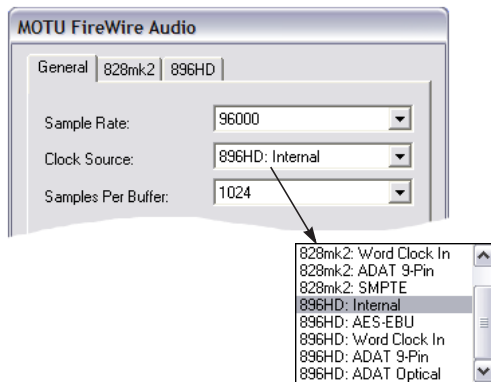 MOTU FireWire Audio
General 828mk2 896HD
Sample Rate: 96000
Clock Source: 896HD: Internal
Samples Per Buffer: 1024
828mk2: Word Clock In
828mk2: ADAT 9-Pin
828mk2: SMPTE
896HD: Internal
896HD: AES-EBU
896HD: Word Clock In
896HD: ADAT 9-Pin
896HD: ADAT Optical